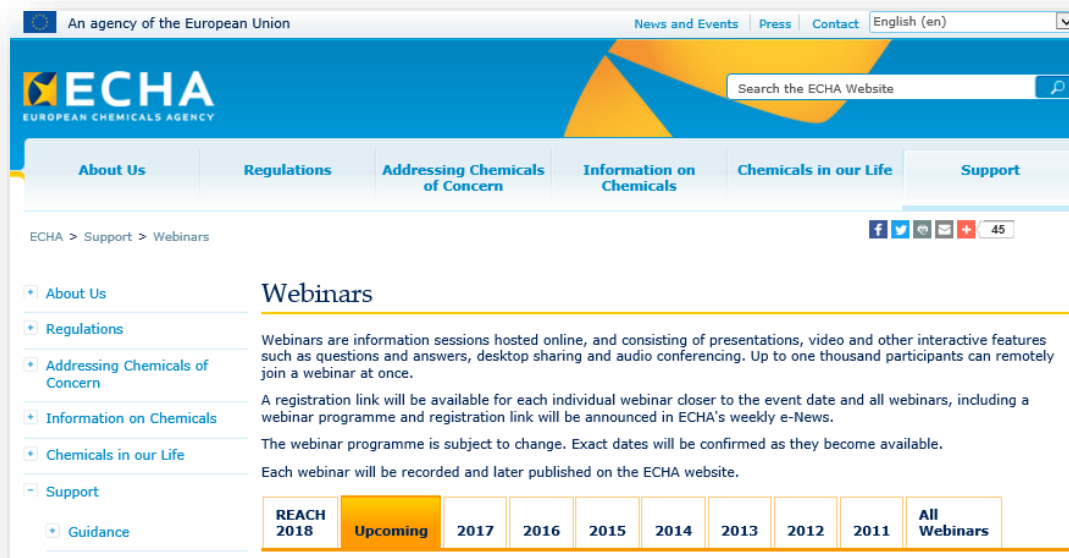 An agency of the European Union
News and Events Press Contact English (en)
ECHA
EUROPEAN CHEMICALS AGENCY
Search the ECHA Website
About Us Regulations Addressing Chemicals of Concern Information on Chemicals Chemicals in our Life Support
ECHA > Support > Webinars
45
About Us
Regulations
Addressing Chemicals of
Concern
Information on Chemicals
Chemicals in our Life
Support
Guidance
Webinars
Webinars are information sessions hosted online, and consisting of presentations, video and other interactive features
such as questions and answers, desktop sharing and audio conferencing. Up to one thousand participants can remotely
join a webinar at once.
A registration link will be available for each individual webinar closer to the event date and all webinars, including a
webinar programme and registration link will be announced in ECHA's weekly e-News.
The webinar programme is subject to change. Exact dates will be confirmed as they become available.
Each webinar will be recorded and later published on the ECHA website.
REACH 2018 Upcoming 2017 2016 2015 2014 2013 2012 2011 All Webinars